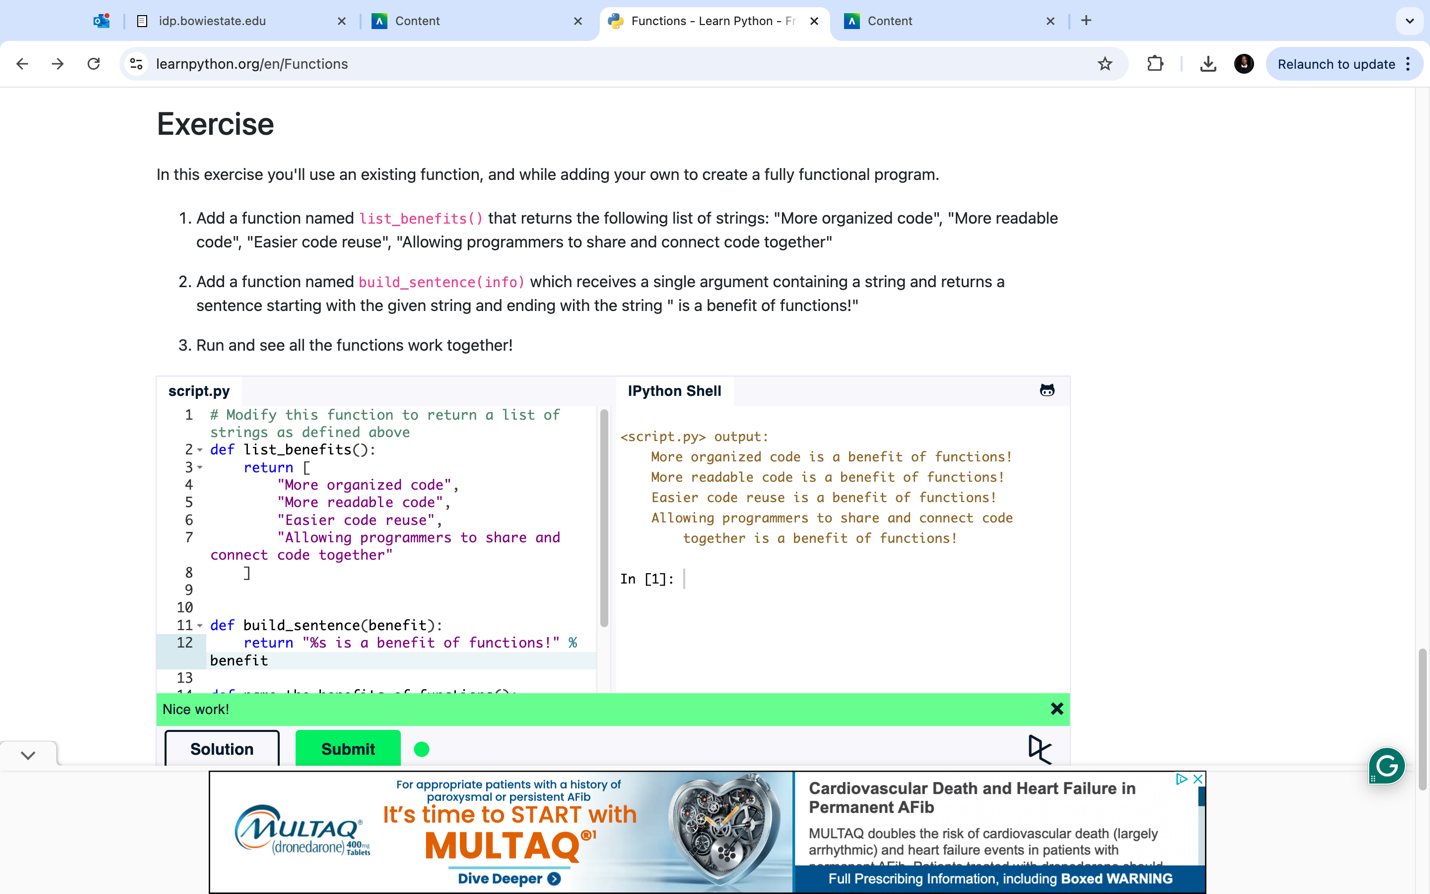 idp.bowiestate.edu
Content
Functions - Learn Python - Fr
Content
learnpython.org/en/Functions
Relaunch to update
Exercise
In this exercise you'll use an existing function, and while adding your own to create a fully functional program.
1. Add a function named list_benefits() that returns the following list of strings: "More organized code", "More readable
code", "Easier code reuse", "Allowing programmers to share and connect code together"
2. Add a function named build_sentence(info) which receives a single argument containing a string and returns a
sentence starting with the given string and ending with the string " is a benefit of functions!"
3. Run and see all the functions work together!
script.py
1 # Modify this function to return a list of
strings as defined above
2 def list_benefits():
3 return [
4 "More organized code",
5 "More readable code",
6 "Easier code reuse",
7 "Allowing programmers to share and
connect code together"
8 ]
9
10
11 def build_sentence(benefit):
12 return "%s is a benefit of functions!" %
benefit
13
14 def name_the_benefits_of_functions():
IPython Shell
<script.py> output:
More organized code is a benefit of functions!
More readable code is a benefit of functions!
Easier code reuse is a benefit of functions!
Allowing programmers to share and connect code
together is a benefit of functions!
In [1]:
Nice work!
Solution
Submit
For appropriate patients with a history of
paroxysmal or persistent AFib
It's time to START with
MULTAQ®1
Dive Deeper
MULTAQ®
(dronedarone) 400mg Tablets
Cardiovascular Death and Heart Failure in
Permanent AFib
MULTAQ doubles the risk of cardiovascular death (largely
arrhythmic) and heart failure events in patients with
permanent AFib. Patients treated with dronedarone should
Full Prescribing Information, including Boxed WARNING